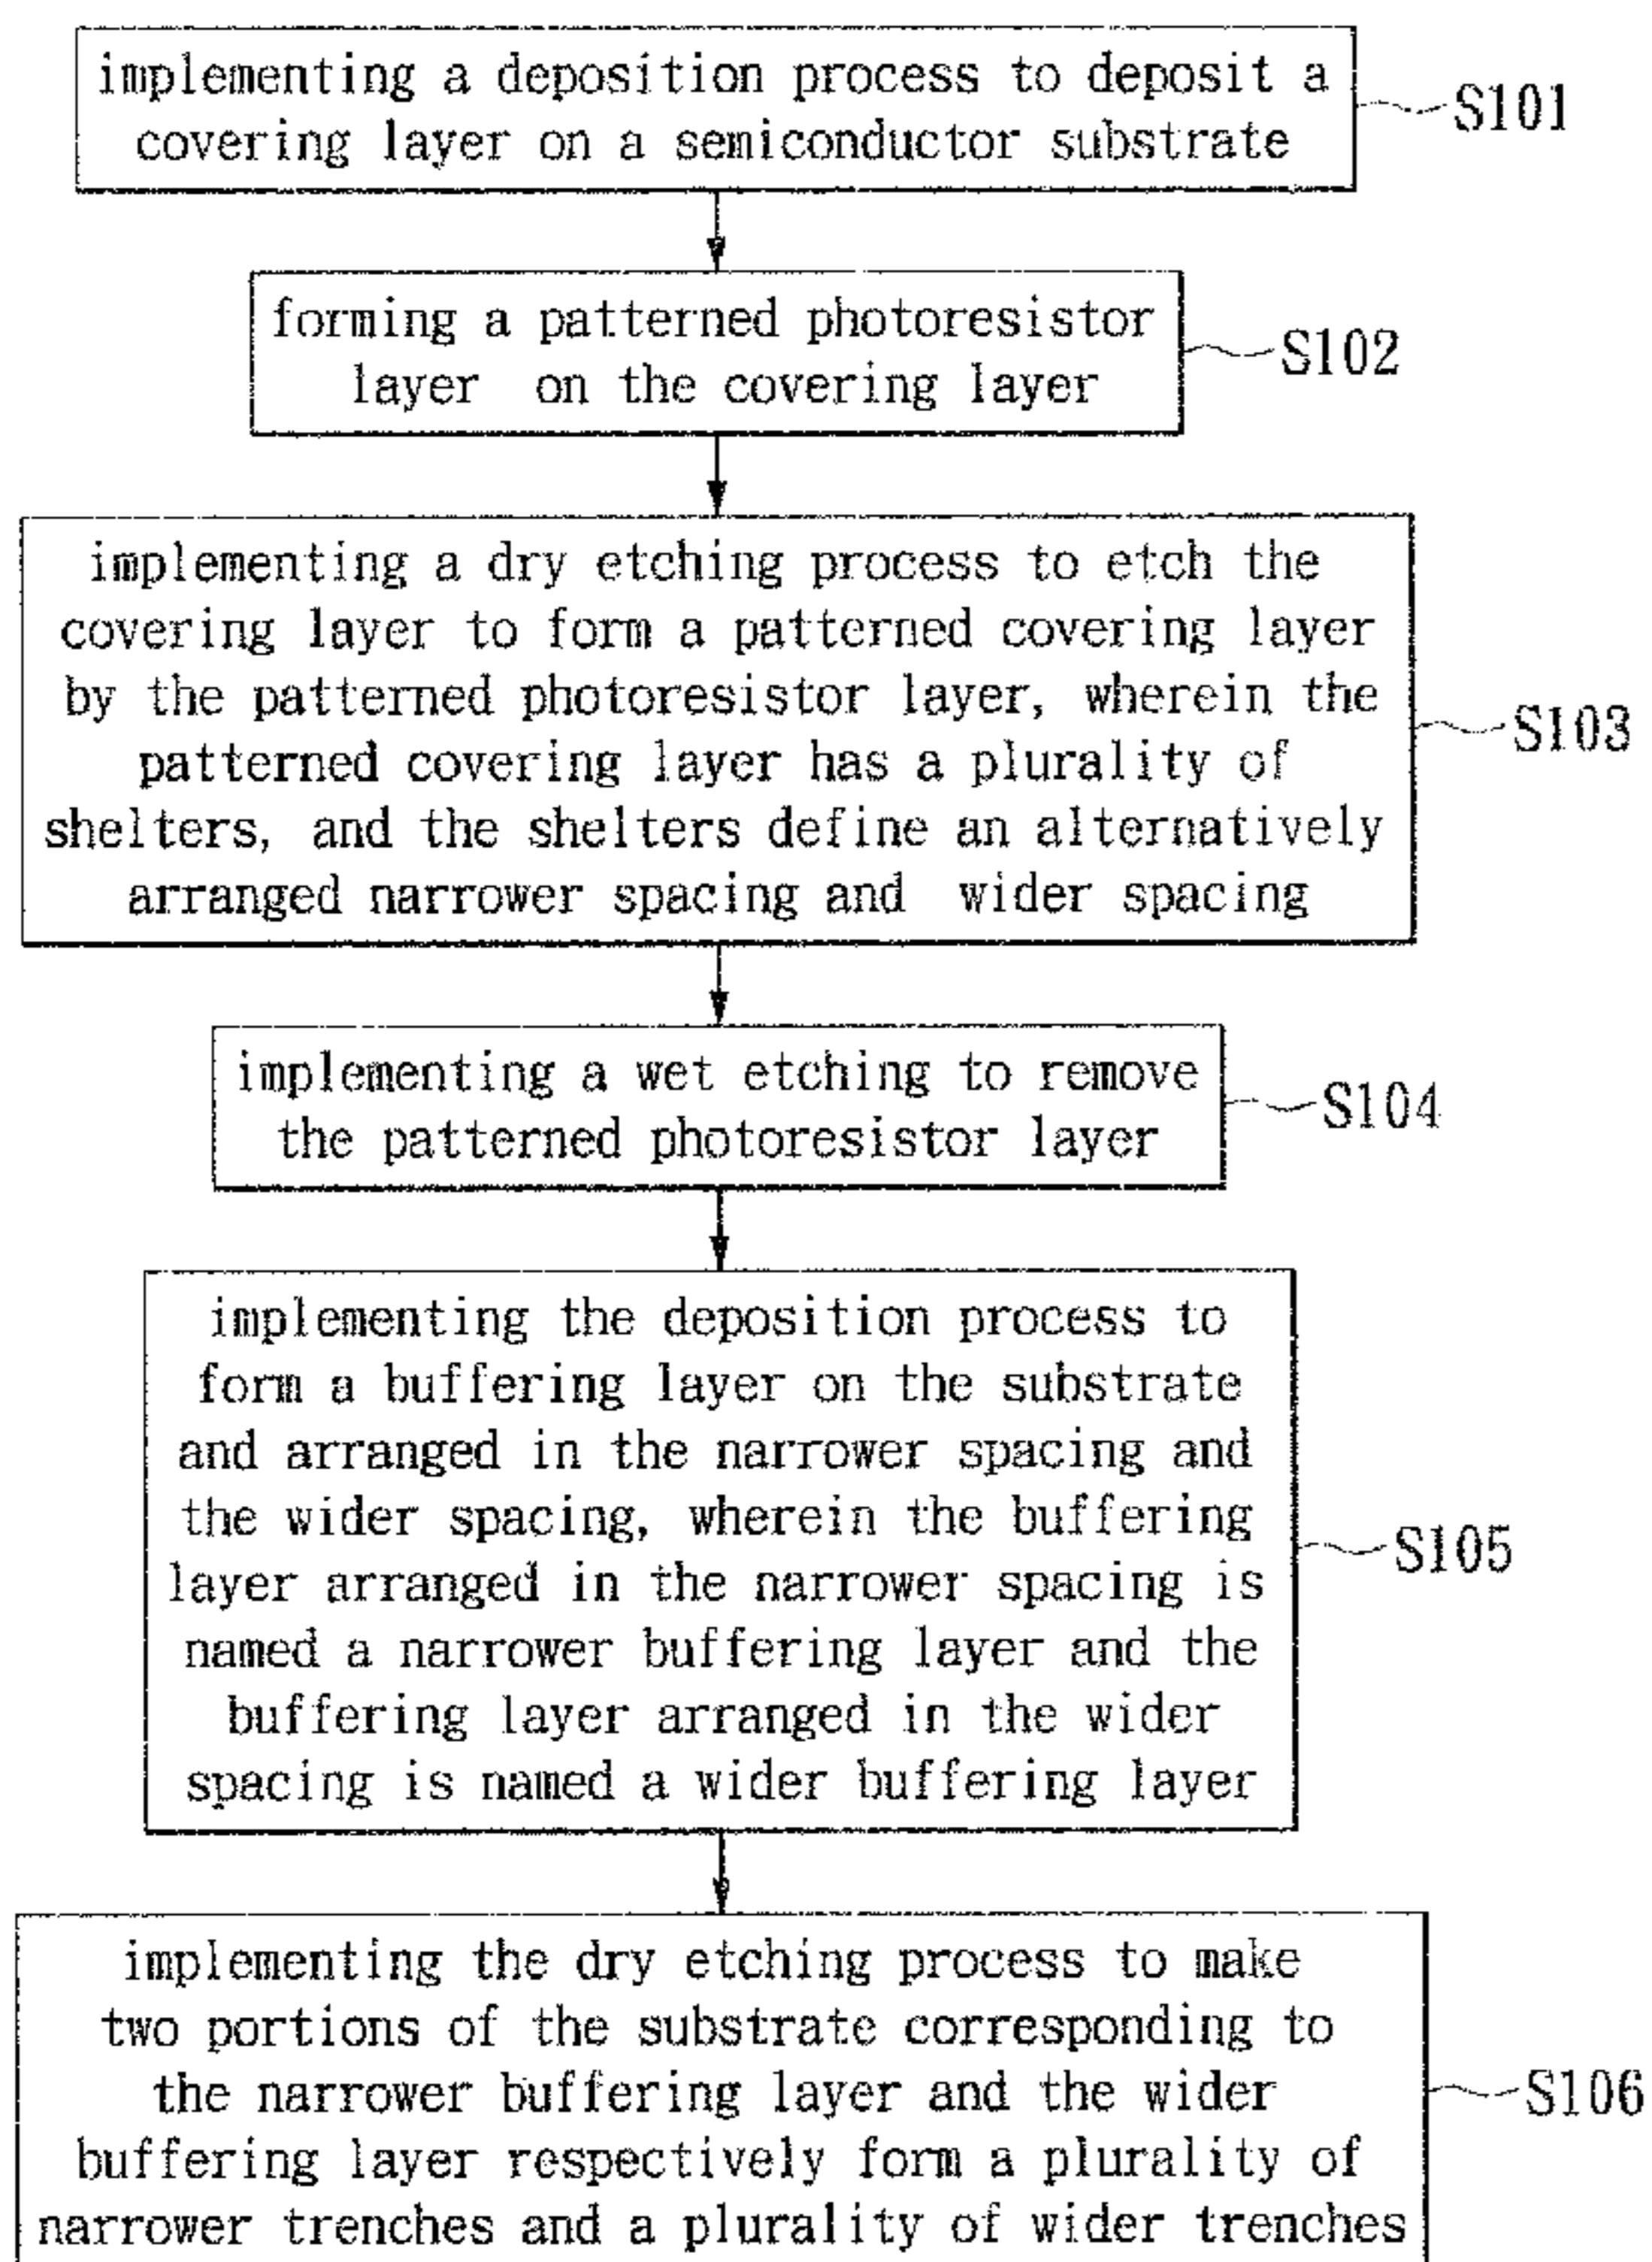 implementing a deposition process to deposit a
covering layer on a semiconductor substrate
S101
forming a patterned photoresistor
layer on the covering layer
S102
implementing a dry etching process to etch the
covering layer to form a patterned covering layer
by the patterned photoresistor layer, wherein the
patterned covering layer has a plurality of
shelters, and the shelters define an alternatively
arranged narrower spacing and wider spacing
S103
implementing a wet etching to remove
the patterned photoresistor layer
S104
implementing the deposition process to
form a buffering layer on the substrate
and arranged in the narrower spacing and
the wider spacing, wherein the buffering
layer arranged in the narrower spacing is
named a narrower buffering layer and the
buffering layer arranged in the wider
spacing is named a wider buffering layer
S105
implementing the dry etching process to make
two portions of the substrate corresponding to
the narrower buffering layer and the wider
buffering layer respectively form a plurality of
narrower trenches and a plurality of wider trenches
S106